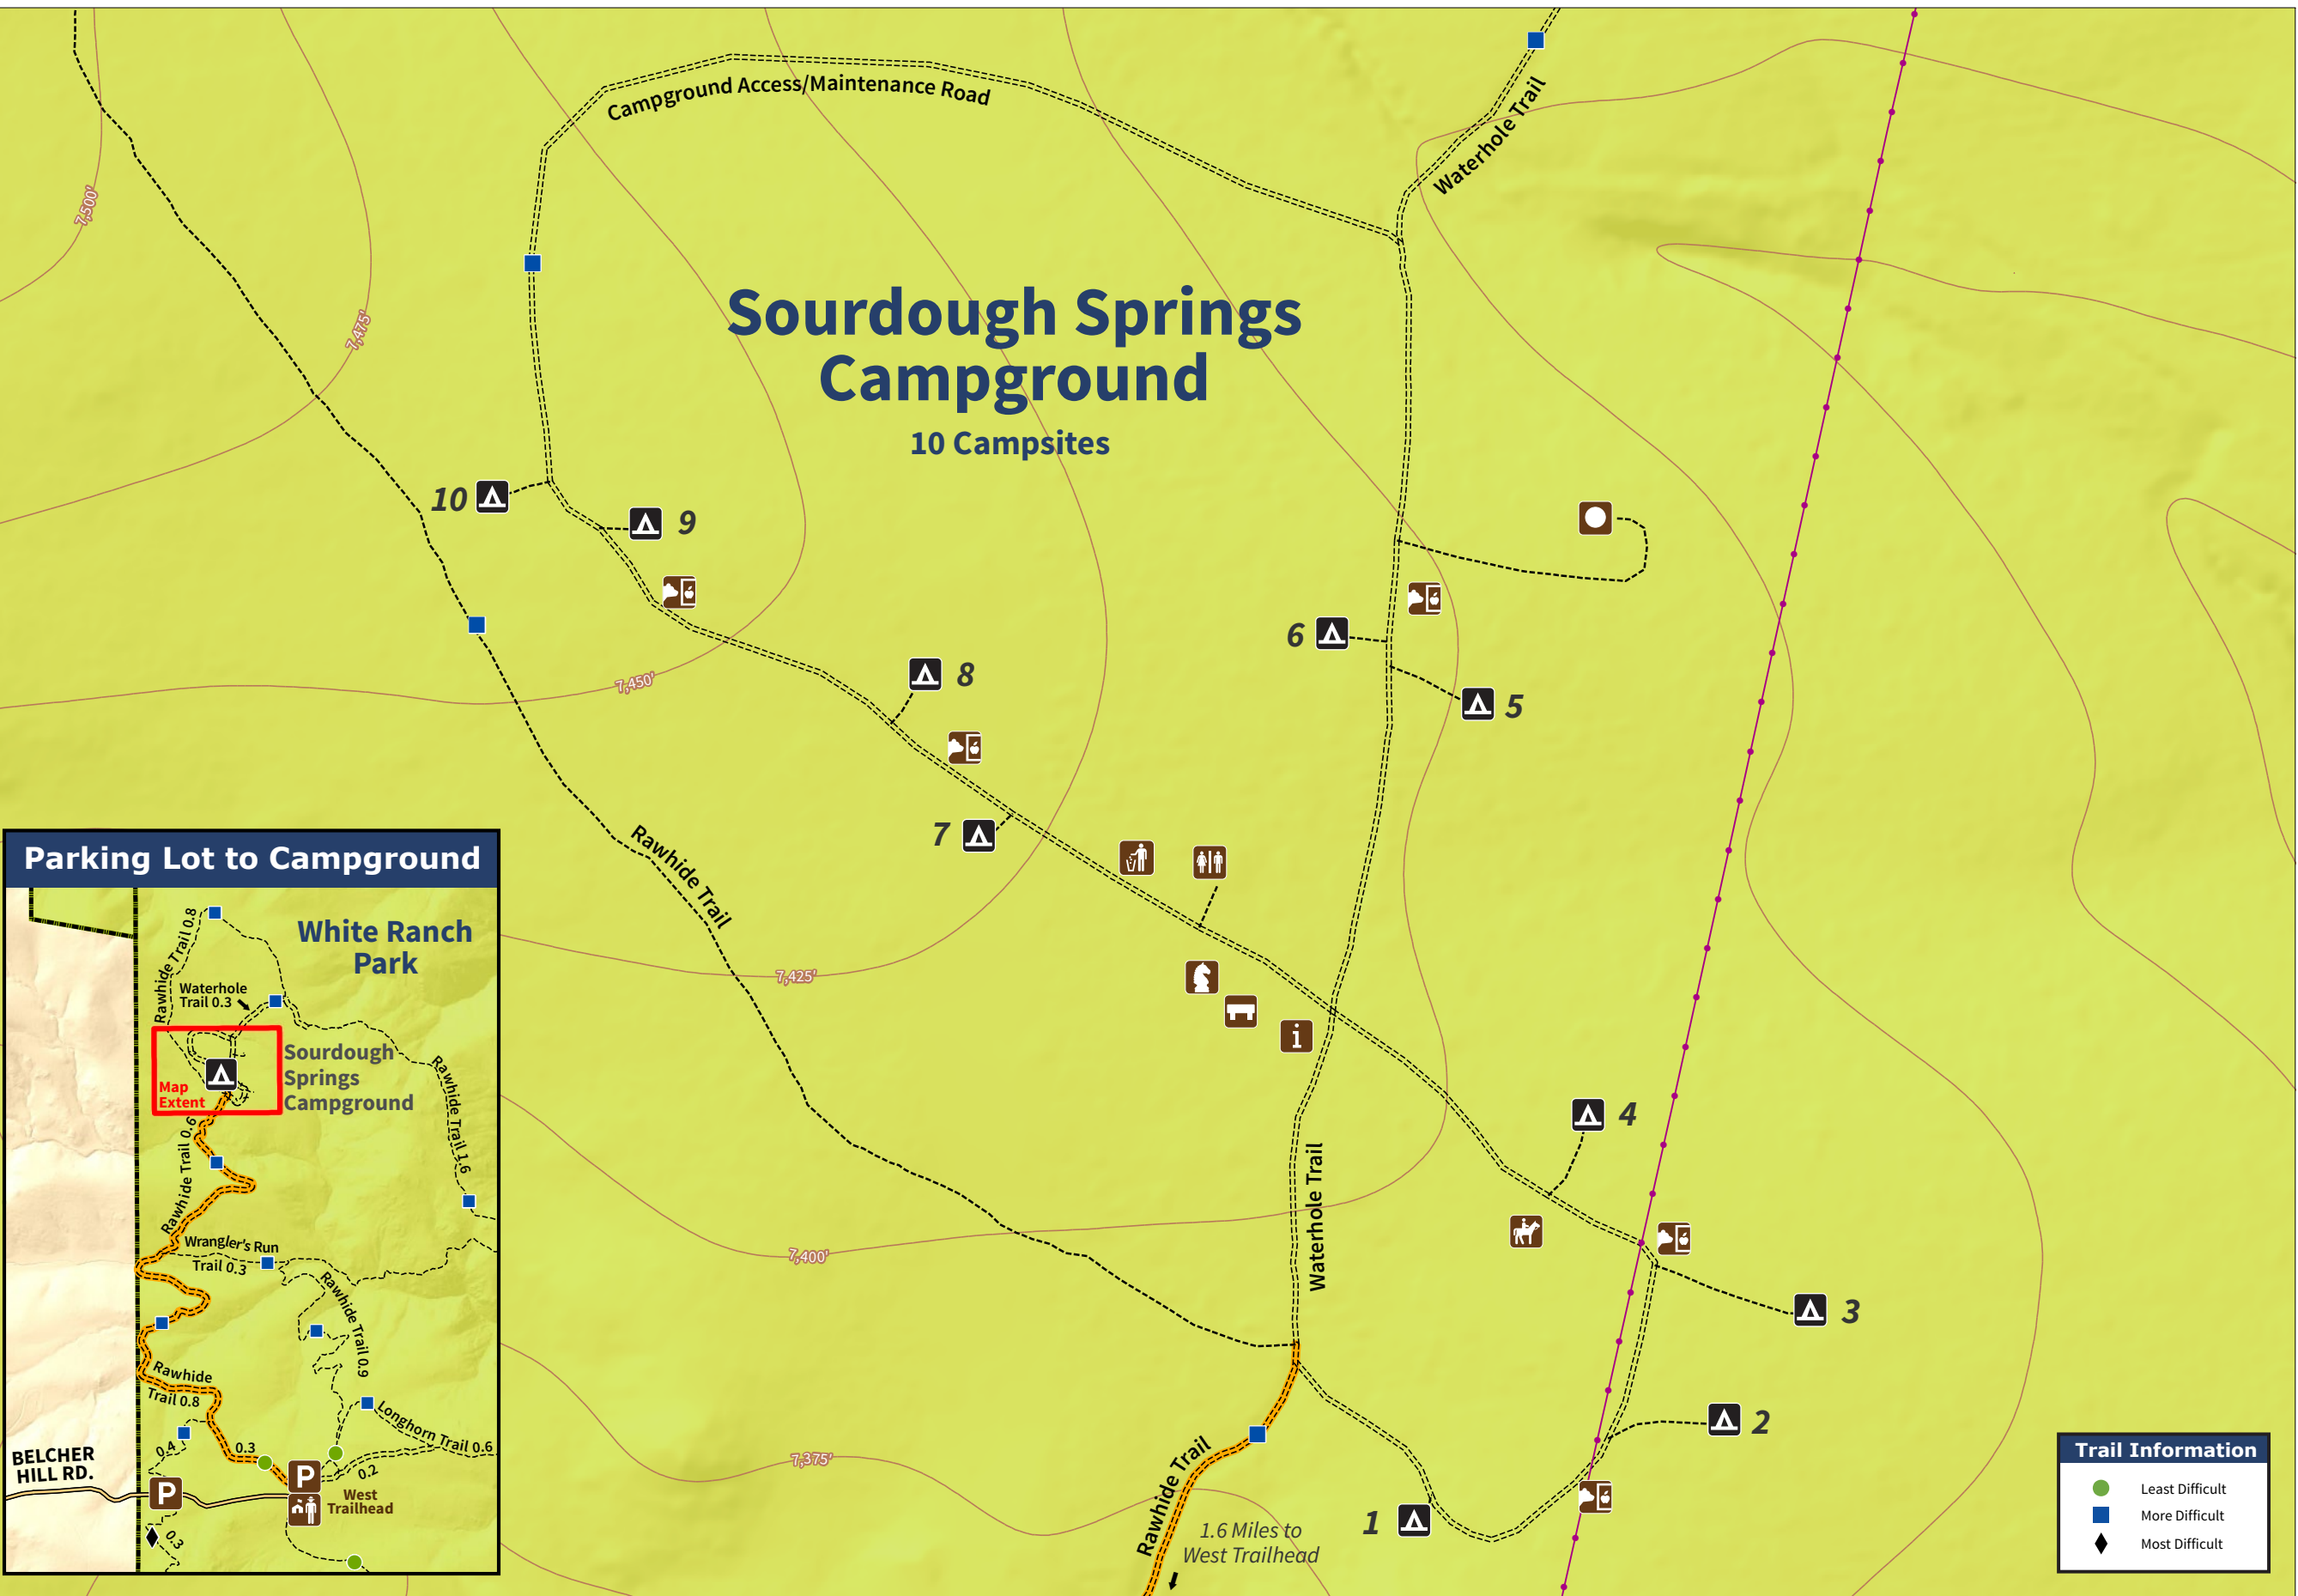 Campground Access/Maintenance Road
Waterhole Trail
7,500'
7,475'
Sourdough Springs
Campground
10 Campsites
10
9
6
8
5
7,450'
7
Rawhide Trail
7,425'
4
Waterhole Trail
7,400'
3
2
7,375'
Rawhide Trail
1
1.6 Miles to
West Trailhead
Parking Lot to Campground
White Ranch
Park
Rawhide Trail 0.8
Waterhole
Trail 0.3
Sourdough
Springs
Campground
Map
Extent
Rawhide Trail 1.6
Rawhide Trail 0.6
Wrangler's Run
Trail 0.3
Rawhide Trail 0.9
Rawhide
Trail 0.8
Longhorn Trail 0.6
0.4
0.3
BELCHER
HILL RD.
P
P
0.2
West
Trailhead
0.3
Trail Information
Least Difficult
More Difficult
Most Difficult
i